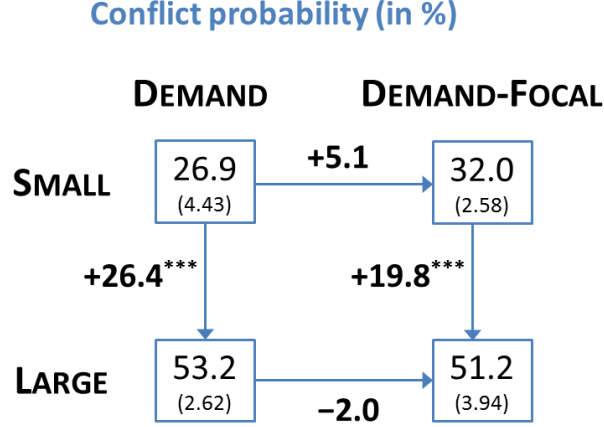 Conflict probability (in %)
DEMAND DEMAND-FOCAL
SMALL 26.9 +5.1 32.0
(4.43) (2.58)
+26.4*** +19.8***
LARGE 53.2 −2.0 51.2
(2.62) (3.94)